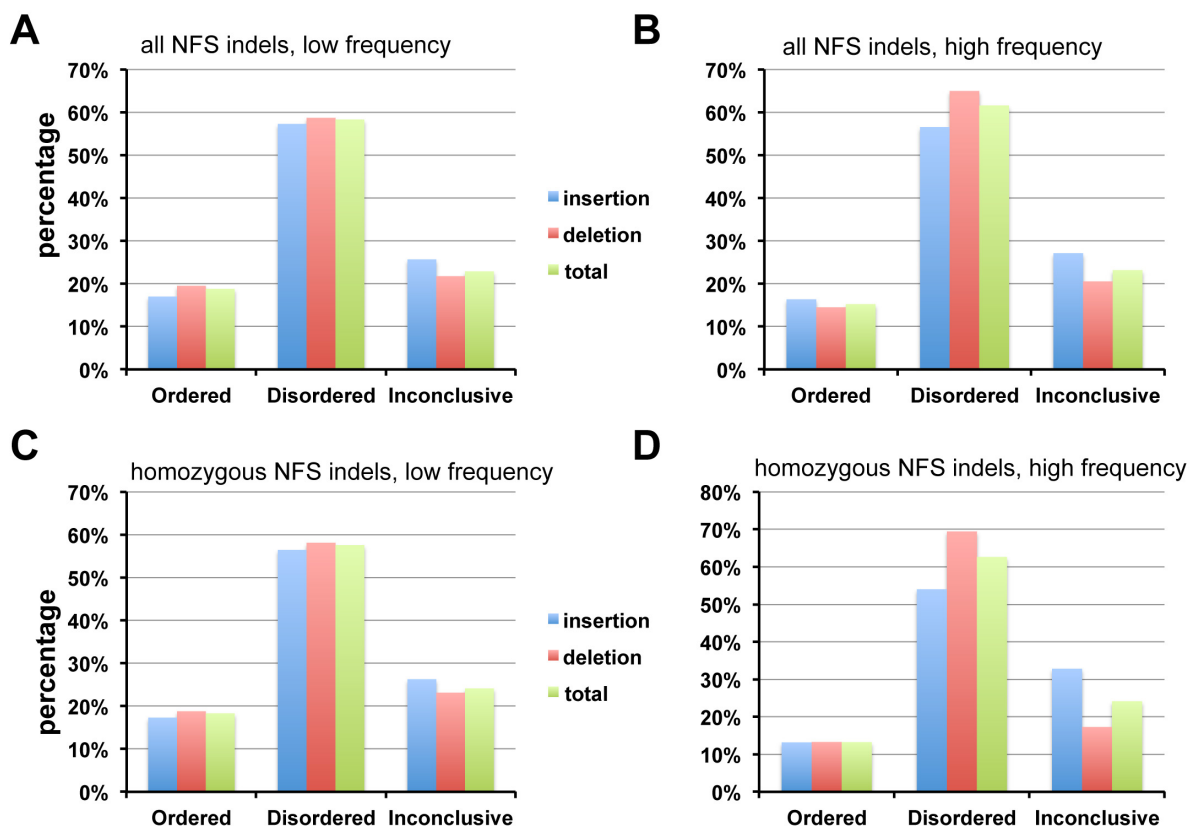 A
all NFS indels, low frequency
percentage
70%
60%
50%
40%
30%
20%
10%
0%
Ordered Disordered Inconclusive
insertion
deletion
total
B
all NFS indels, high frequency
70%
60%
50%
40%
30%
20%
10%
0%
Ordered Disordered Inconclusive
C
homozygous NFS indels, low frequency
percentage
70%
60%
50%
40%
30%
20%
10%
0%
Ordered Disordered Inconclusive
insertion
deletion
total
D
homozygous NFS indels, high frequency
80%
70%
60%
50%
40%
30%
20%
10%
0%
Ordered Disordered Inconclusive